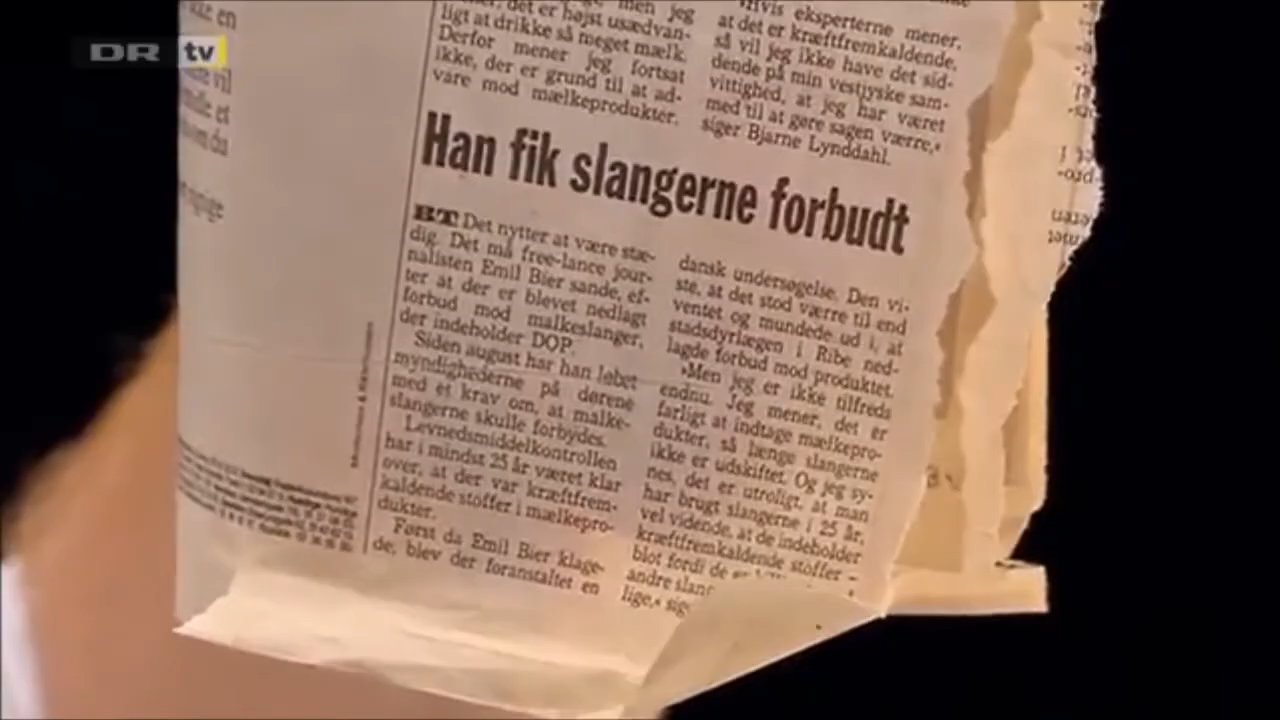 DR tv
ikke en
men jeg
det er højst usædvan-
ligt at drikke så meget mælk.
Derfor mener jeg fortsat
ikke, der er grund til at ad-
vare mod mælkeprodukter.
»Hvis eksperterne mener,
at det er kræftfremkaldende,
så vil jeg ikke have det sid-
dende på min vestjyske sam-
vittighed, at jeg har været
med til at gøre sagen værre,«
siger Bjarne Lynddahl.
Han fik slangerne forbudt
BT: Det nytter at være stæ-
dig. Det må free-lance jour-
nalisten Emil Bier sande, ef-
ter at der er blevet nedlagt
forbud mod malkeslanger,
der indeholder DOP.
Siden august har han løbet
myndighederne på dørene
med et krav om, at malke-
slangerne skulle forbydes.
Levnedsmiddelkontrollen
har i mindst 25 år været klar
over, at der var kræftfrem-
kaldende stoffer i mælkepro-
dukter.
Først da Emil Bier klage-
de, blev der foranstaltet en
dansk undersøgelse. Den vi-
ste, at det stod værre til end
ventet og mundede ud i, at
stadsdyrlægen i Ribe ned-
lagde forbud mod produktet.
»Men jeg er ikke tilfreds
endnu. Jeg mener, det er
farligt at indtage mælkepro-
dukter, så længe slangerne
ikke er udskiftet. Og jeg sy-
nes, det er utroligt, at man
har brugt slangerne i 25 år,
vel vidende, at de indeholder
kræftfremkaldende stoffer –
blot fordi de er
andre slang
lige,« sig